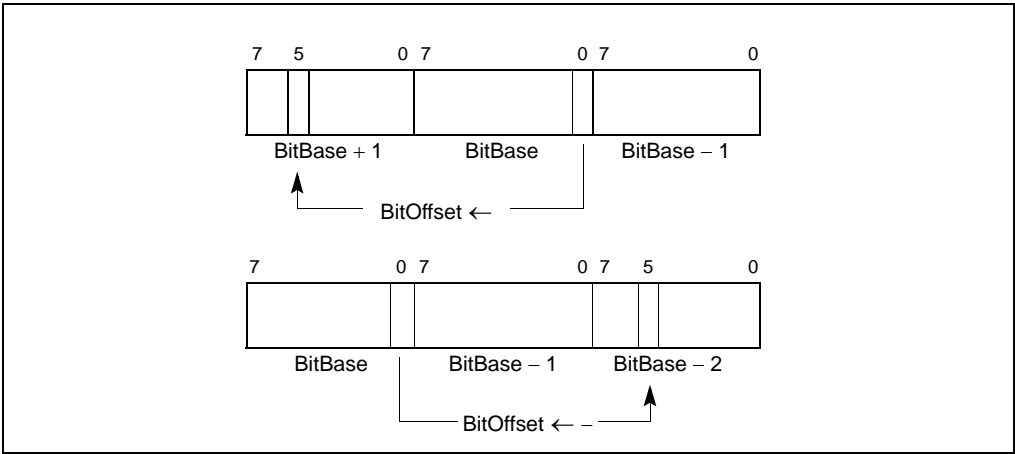 7 5 0 7 0 7 0
BitBase + 1 BitBase BitBase − 1
BitOffset ←
7 0 7 0 7 5 0
BitBase BitBase − 1 BitBase − 2
BitOffset ← −